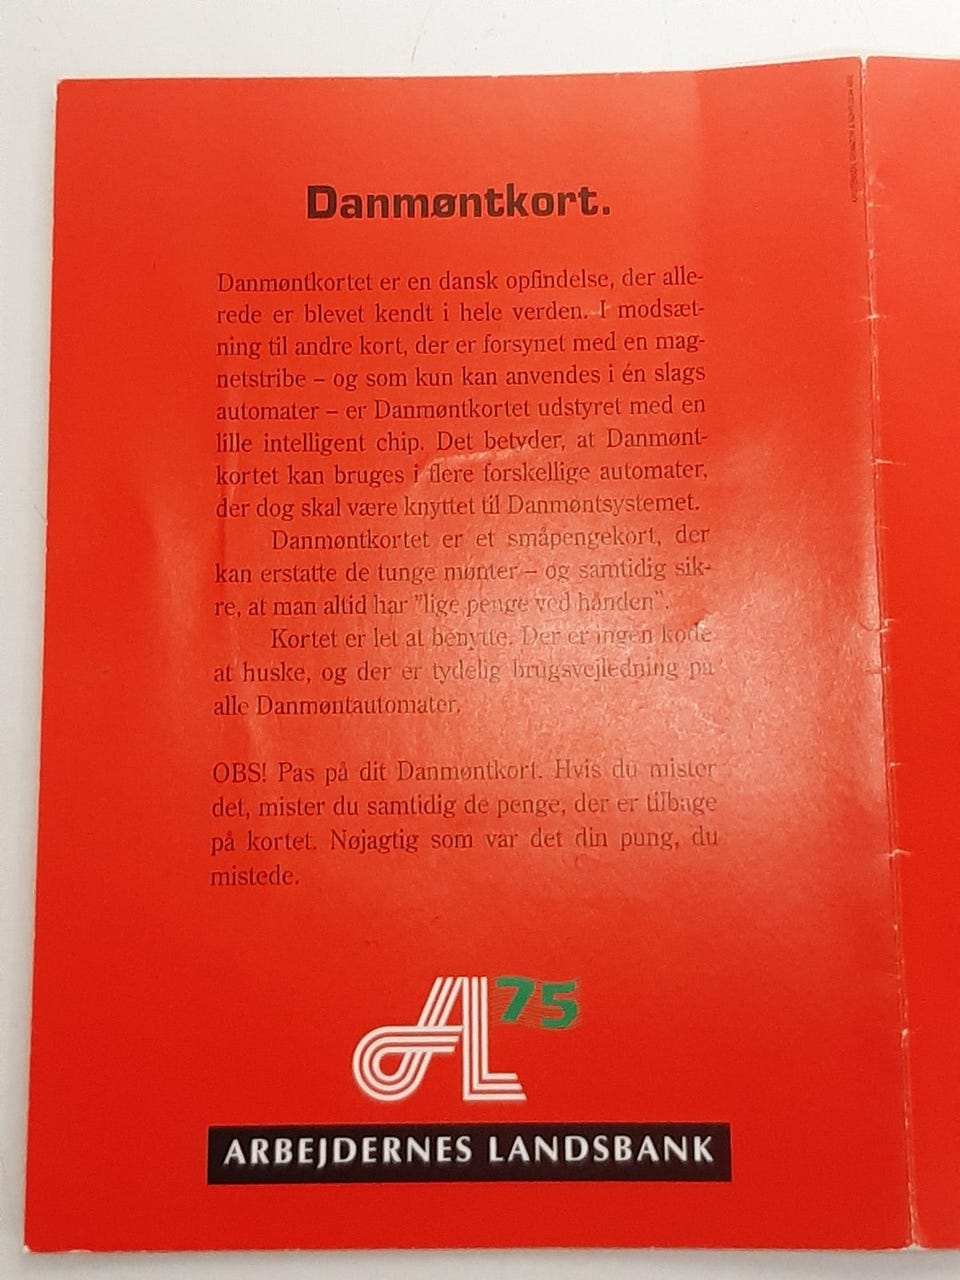 Danmøntkort.
Danmøntkortet er en dansk opfindelse, der alle-
rede er blevet kendt i hele verden. I modsæt-
ning til andre kort, der er forsynet med en mag-
netstribe – og som kun kan anvendes i én slags
automater – er Danmøntkortet udstyret med en
lille intelligent chip. Det betyder, at Danmønt-
kortet kan bruges i flere forskellige automater,
der dog skal være knyttet til Danmøntsystemet.
Danmøntkortet er et småpengekort, der
kan erstatte de tunge mønter – og samtidig sik-
re, at man altid har "lige penge ved hånden".
Kortet er let at benytte. Der er ingen kode
at huske, og der er tydelig brugsvejledning på
alle Danmøntautomater.
OBS! Pas på dit Danmøntkort. Hvis du mister
det, mister du samtidig de penge, der er tilbage
på kortet. Nøjagtig som var det din pung, du
mistede.
AL 75
ARBEJDERNES LANDSBANK